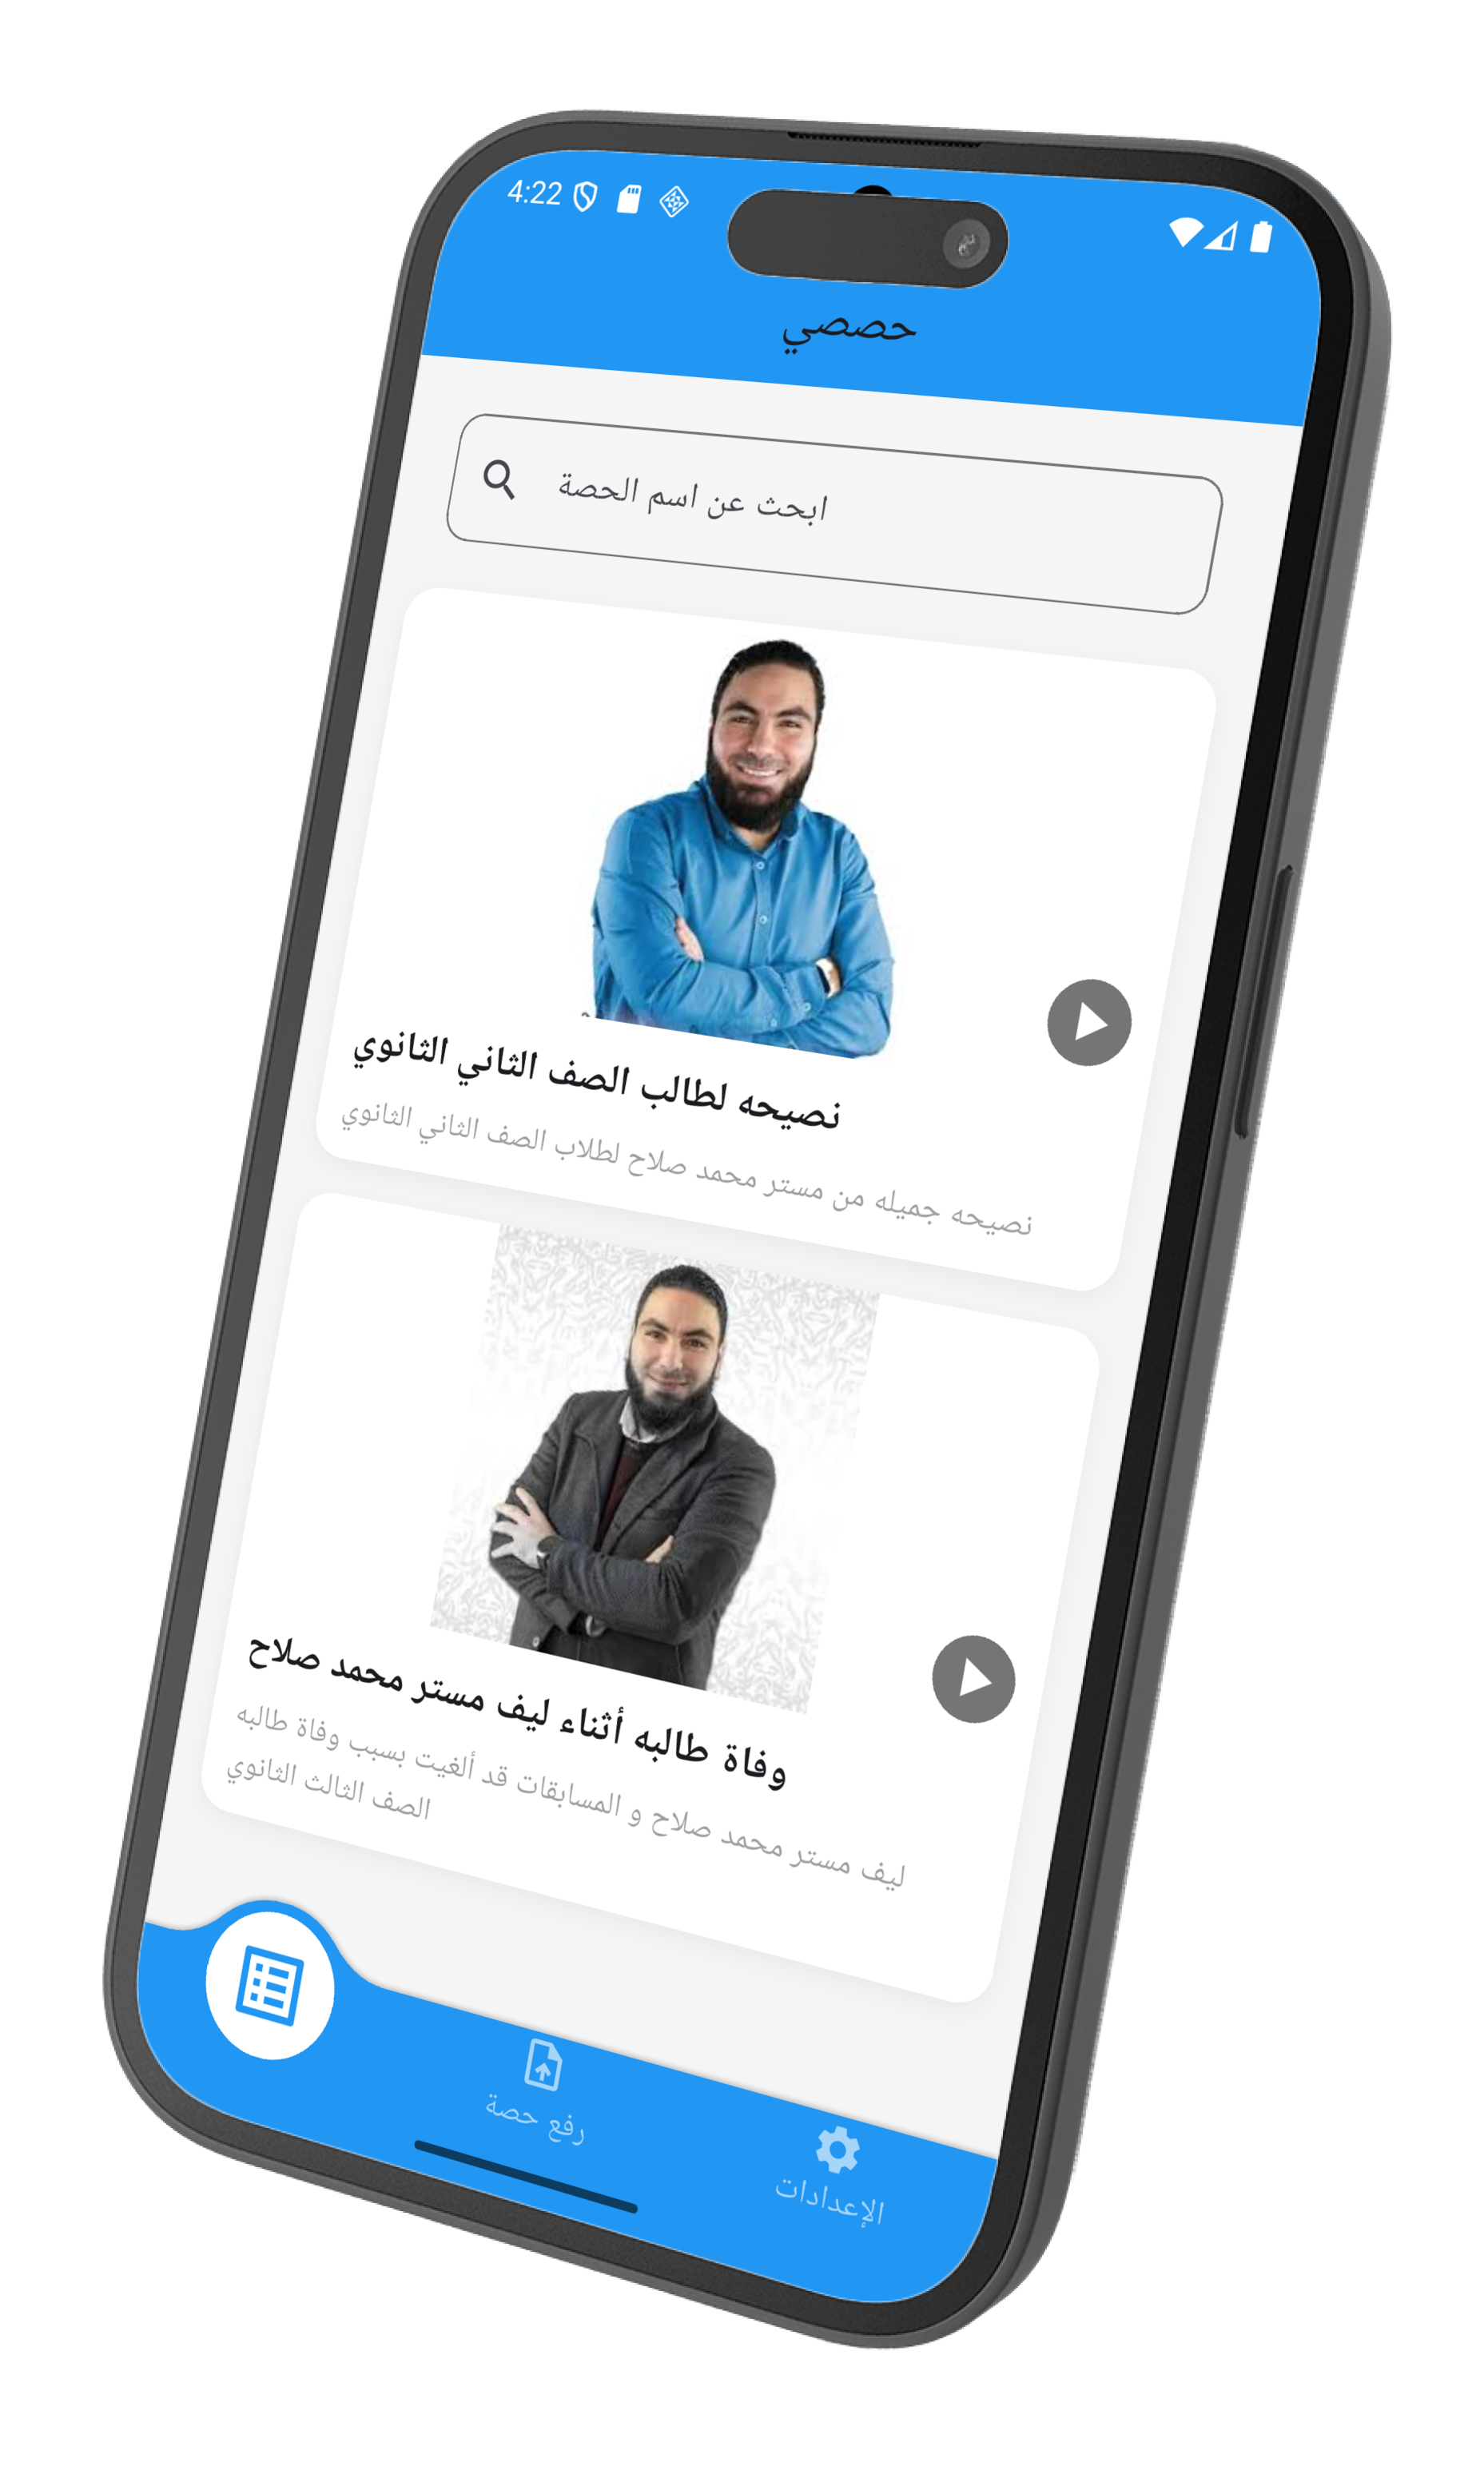 4:22
حصصي
ابحث عن اسم الحصة
نصيحه لطالب الصف الثاني الثانوي
نصيحه جميله من مستر محمد صلاح لطلاب الصف الثاني الثانوي
وفاة طالبه أثناء ليف مستر محمد صلاح
ليف مستر محمد صلاح و المسابقات قد ألغيت بسبب وفاة طالبه
الصف الثالث الثانوي
رفع حصة
الإعدادات